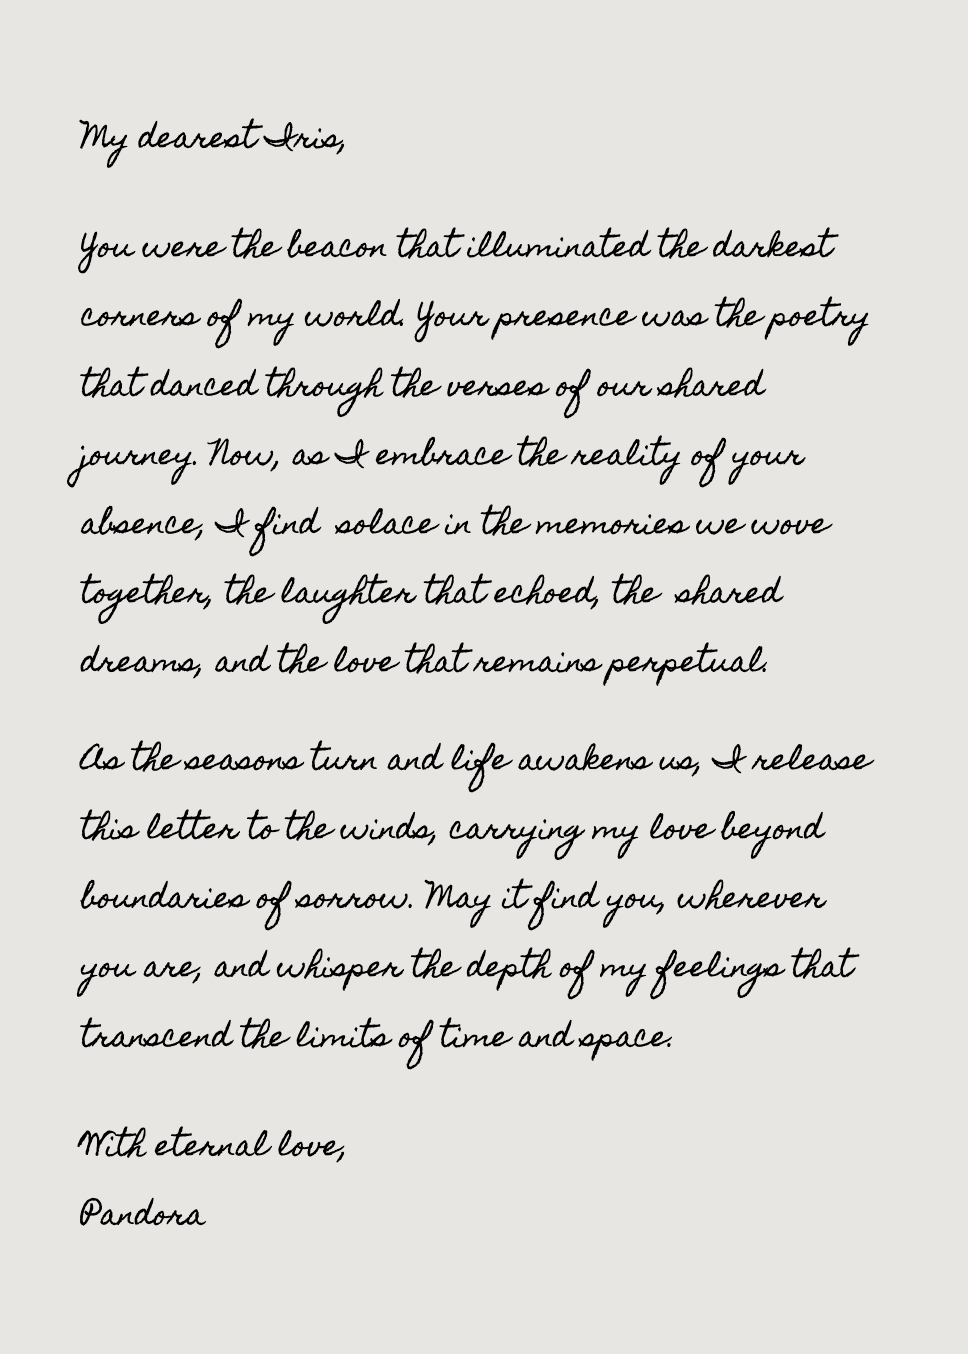 My dearest Iris,
You were the beacon that illuminated the darkest
corners of my world. Your presence was the poetry
that danced through the verses of our shared
journey. Now, as I embrace the reality of your
absence, I find solace in the memories we wove
together, the laughter that echoed, the shared
dreams, and the love that remains perpetual.
As the seasons turn and life awakens us, I release
this letter to the winds, carrying my love beyond
boundaries of sorrow. May it find you, wherever
you are, and whisper the depth of my feelings that
transcend the limits of time and space.
With eternal love,
Pandora